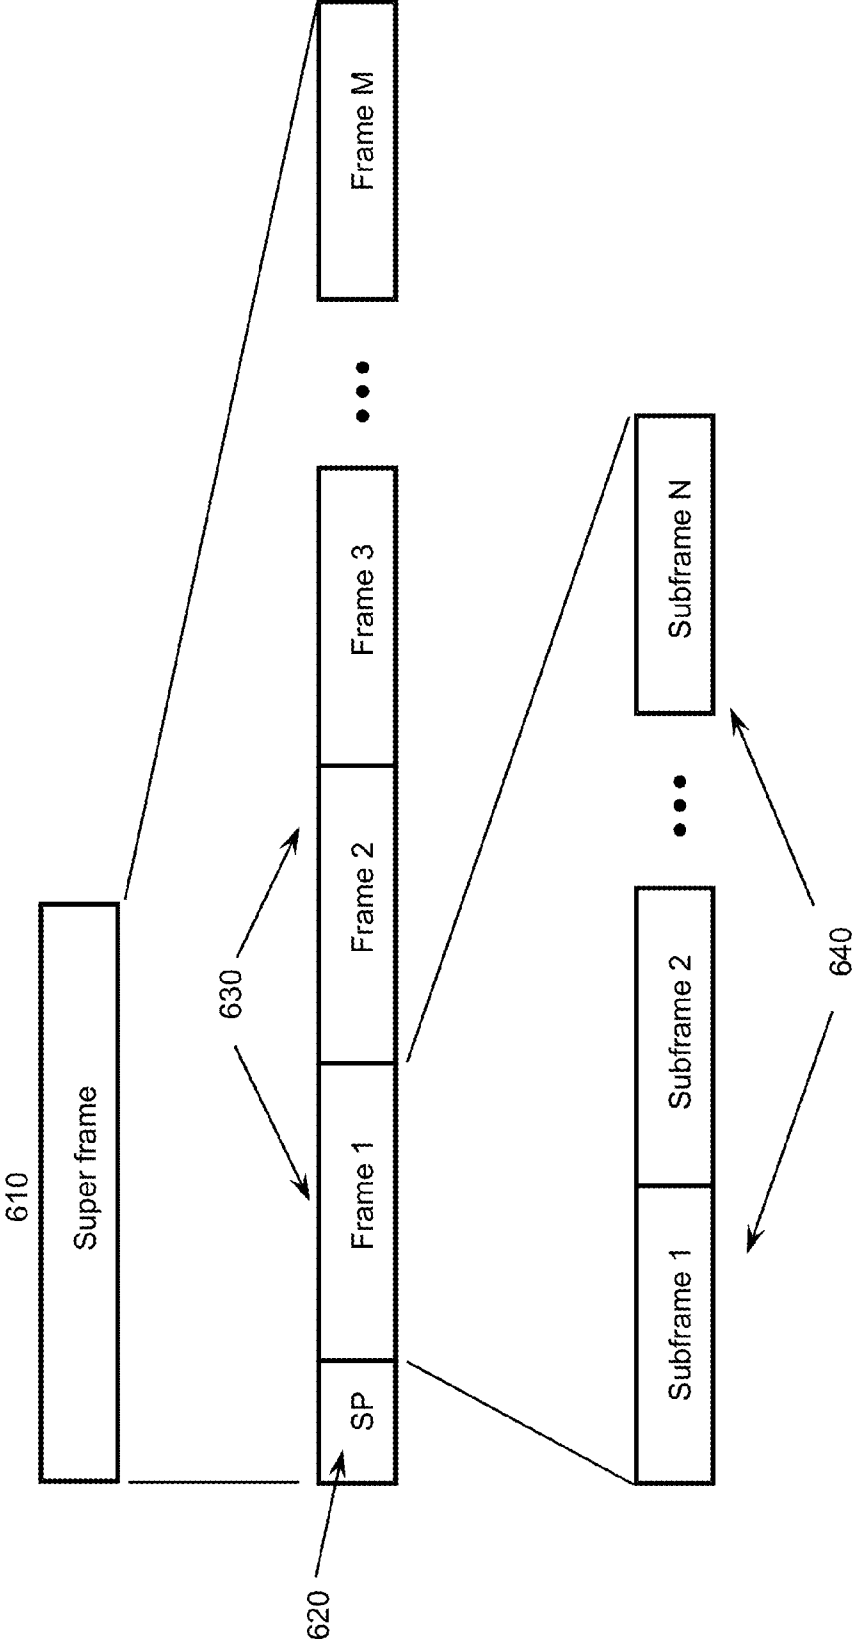 610
Super frame
630
620
SP
Frame 1
Frame 2
Frame 3
•••
Frame M
Subframe 1
Subframe 2
•••
Subframe N
640